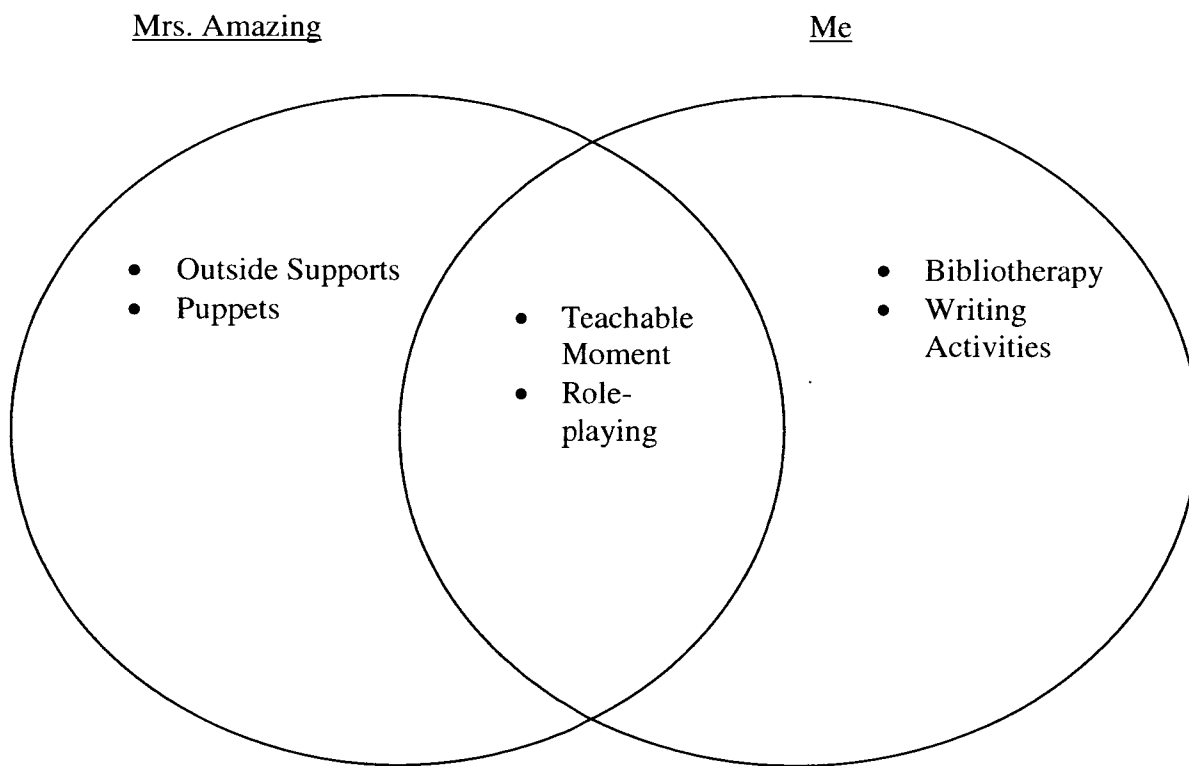 Mrs. Amazing
Me
• Outside Supports
• Puppets
• Teachable
Moment
• Role-
playing
• Bibliotherapy
• Writing
Activities